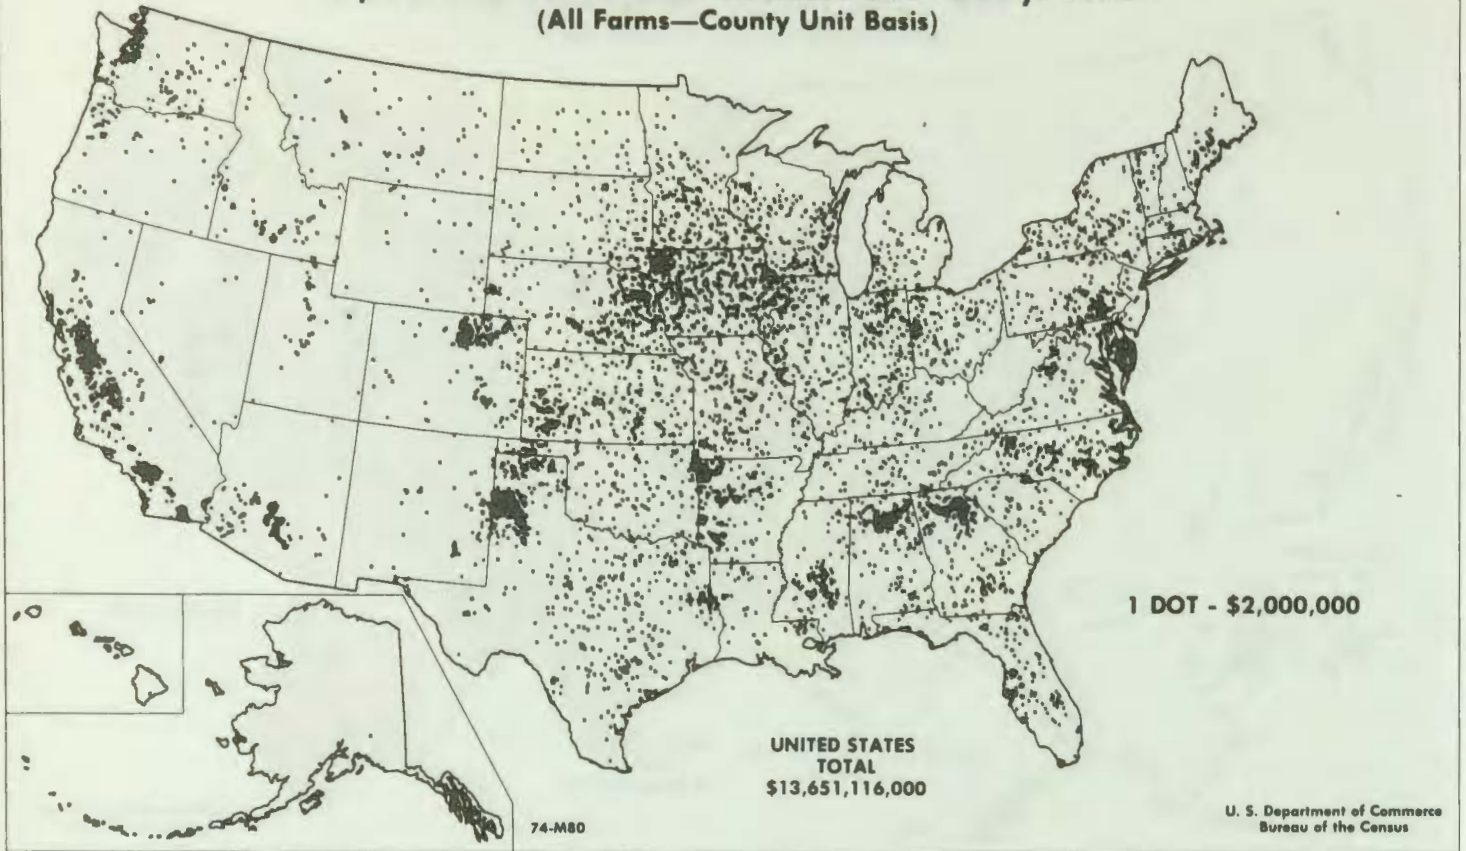 (All Farms—County Unit Basis)
1 DOT - $2,000,000
UNITED STATES
TOTAL
$13,651,116,000
74-M80
U. S. Department of Commerce
Bureau of the Census